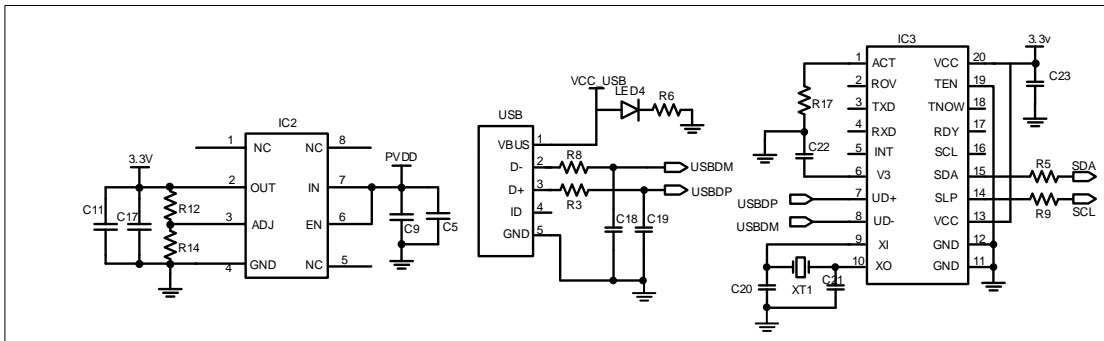 IC2
1 NC
NC 8
3.3V
PVDD
2 OUT
IN 7
R12
C11
C17
3 ADJ
EN 6
C9
C5
R14
4 GND
NC 5
VCC_USB
LED4
R6
USB
VBUS 1
D- 2
R8
USBDM
D+ 3
R3
USBDP
ID 4
GND 5
C18
C19
IC3
3.3v
1 ACT
VCC 20
2 ROV
TEN 19
C23
R17
3 TXD
TNOW 18
4 RXD
RDY 17
5 INT
SCL 16
C22
6 V3
SDA 15
R5
SDA
USBDP
7 UD+
SLP 14
R9
SCL
USBDM
8 UD-
VCC 13
9 XI
GND 12
10 XO
GND 11
C20
XT1
C21